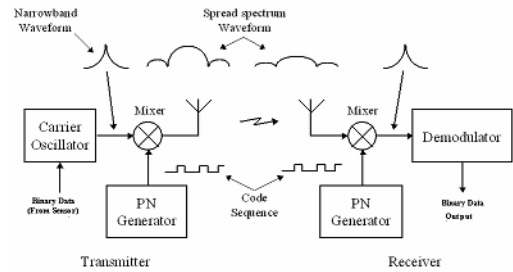 Narrowband
Waveform
Spread spectrum
Waveform
Mixer
Mixer
Carrier
Oscillator
Demodulator
Binary Data
(From Sensor)
PN
Generator
Code
Sequence
PN
Generator
Binary Data
Output
Transmitter
Receiver